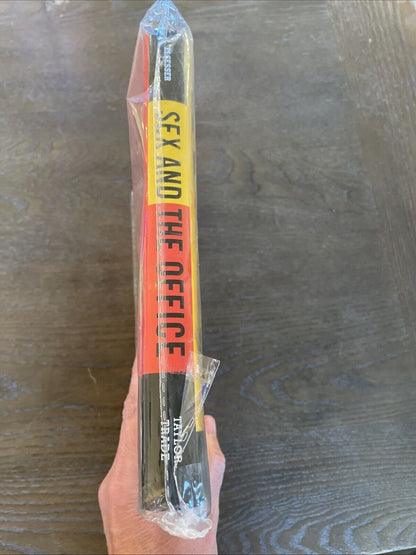 SEX AND THE OFFICE
TAYLOR
TRADE